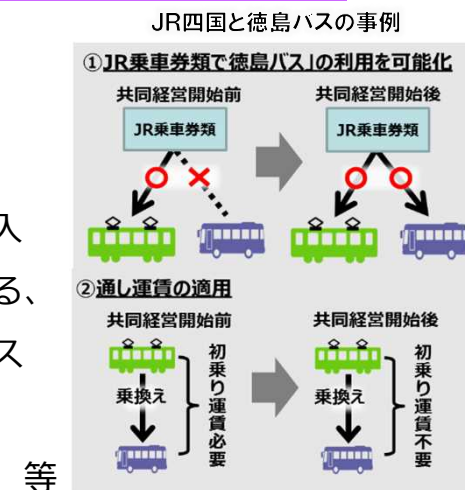 JR四国と徳島バスの事例
①JR乗車券類で徳島バス」の利用を可能化
共同経営開始前
共同経営開始後
JR乗車券類
JR乗車券類
入
る、
ス
等
②通し運賃の適用
共同経営開始前
共同経営開始後
乗換え
初乗り運賃必要
乗換え
初乗り運賃不要